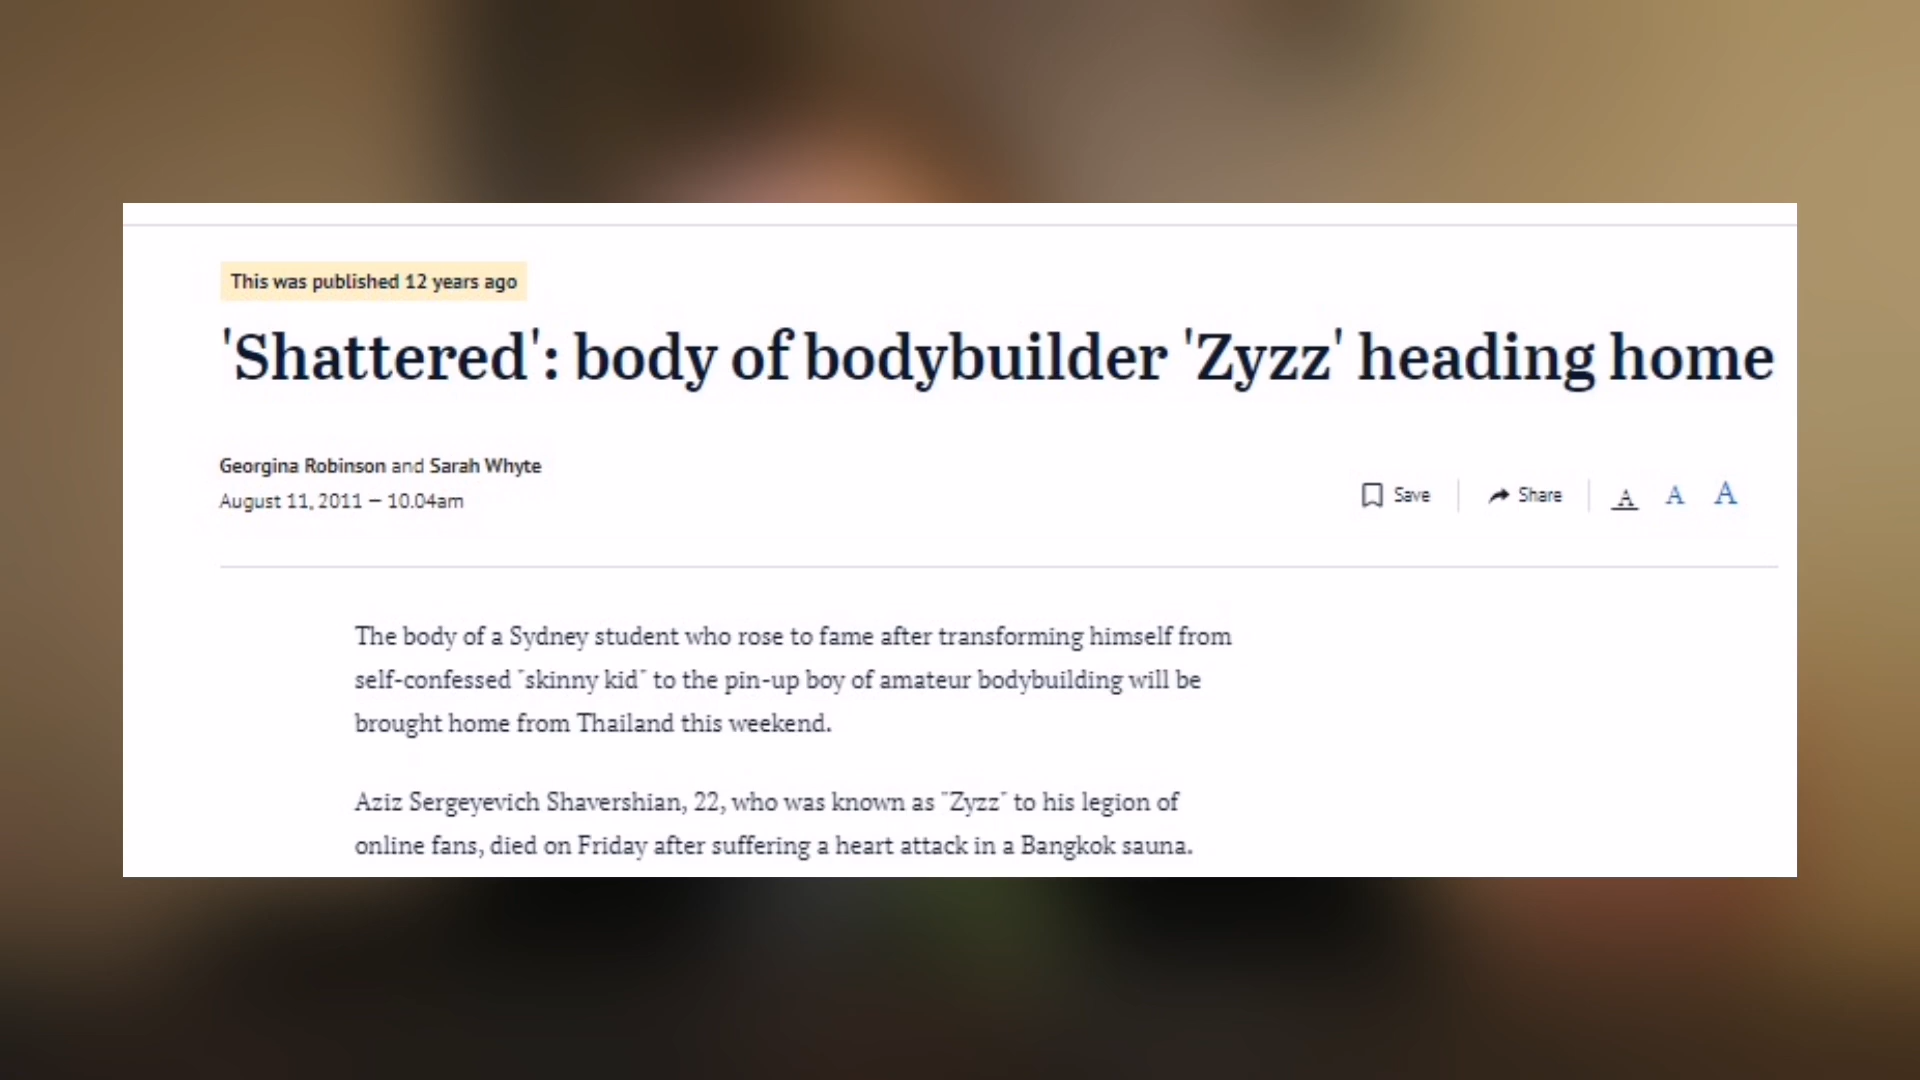 This was published 12 years ago
'Shattered': body of bodybuilder 'Zyzz' heading home
Georgina Robinson and Sarah Whyte
August 11, 2011 — 10.04am
Save
Share
A A A
The body of a Sydney student who rose to fame after transforming himself from
self-confessed "skinny kid" to the pin-up boy of amateur bodybuilding will be
brought home from Thailand this weekend.
Aziz Sergeyevich Shavershian, 22, who was known as "Zyzz" to his legion of
online fans, died on Friday after suffering a heart attack in a Bangkok sauna.